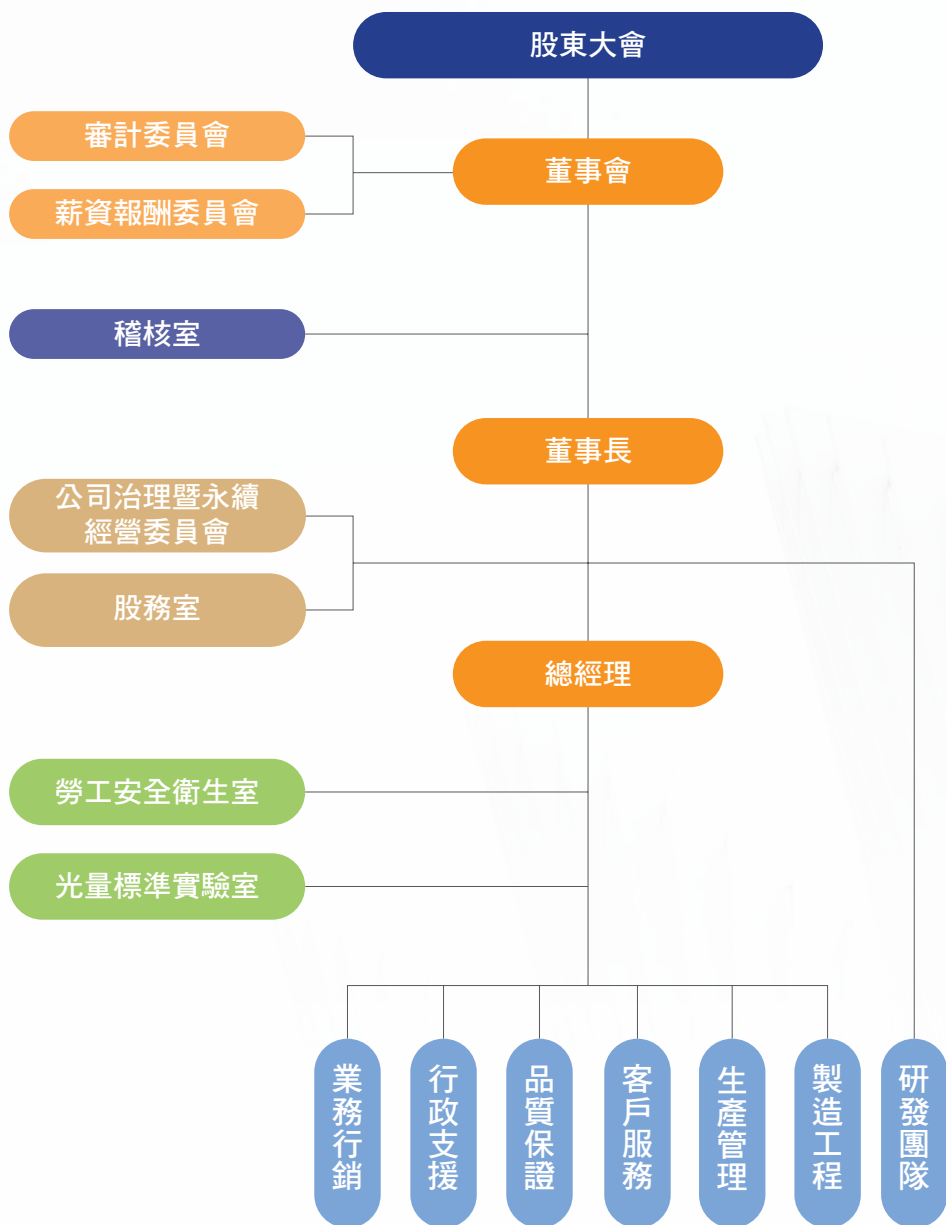 股東大會
審計委員會
董事會
薪資報酬委員會
稽核室
董事長
公司治理暨永續
經營委員會
股務室
總經理
勞工安全衛生室
光量標準實驗室
業務行銷
行政支援
品質保證
客戶服務
生產管理
製造工程
研發團隊